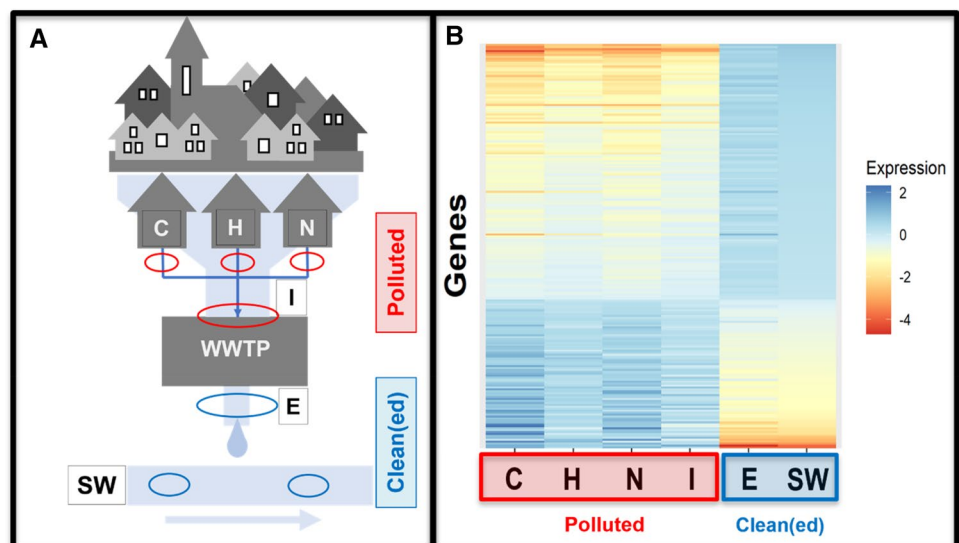 A
C H N
I
WWTP
E
SW
Polluted
Clean(ed)
B
Genes
Expression
2
0
-2
-4
C H N I E SW
Polluted Clean(ed)